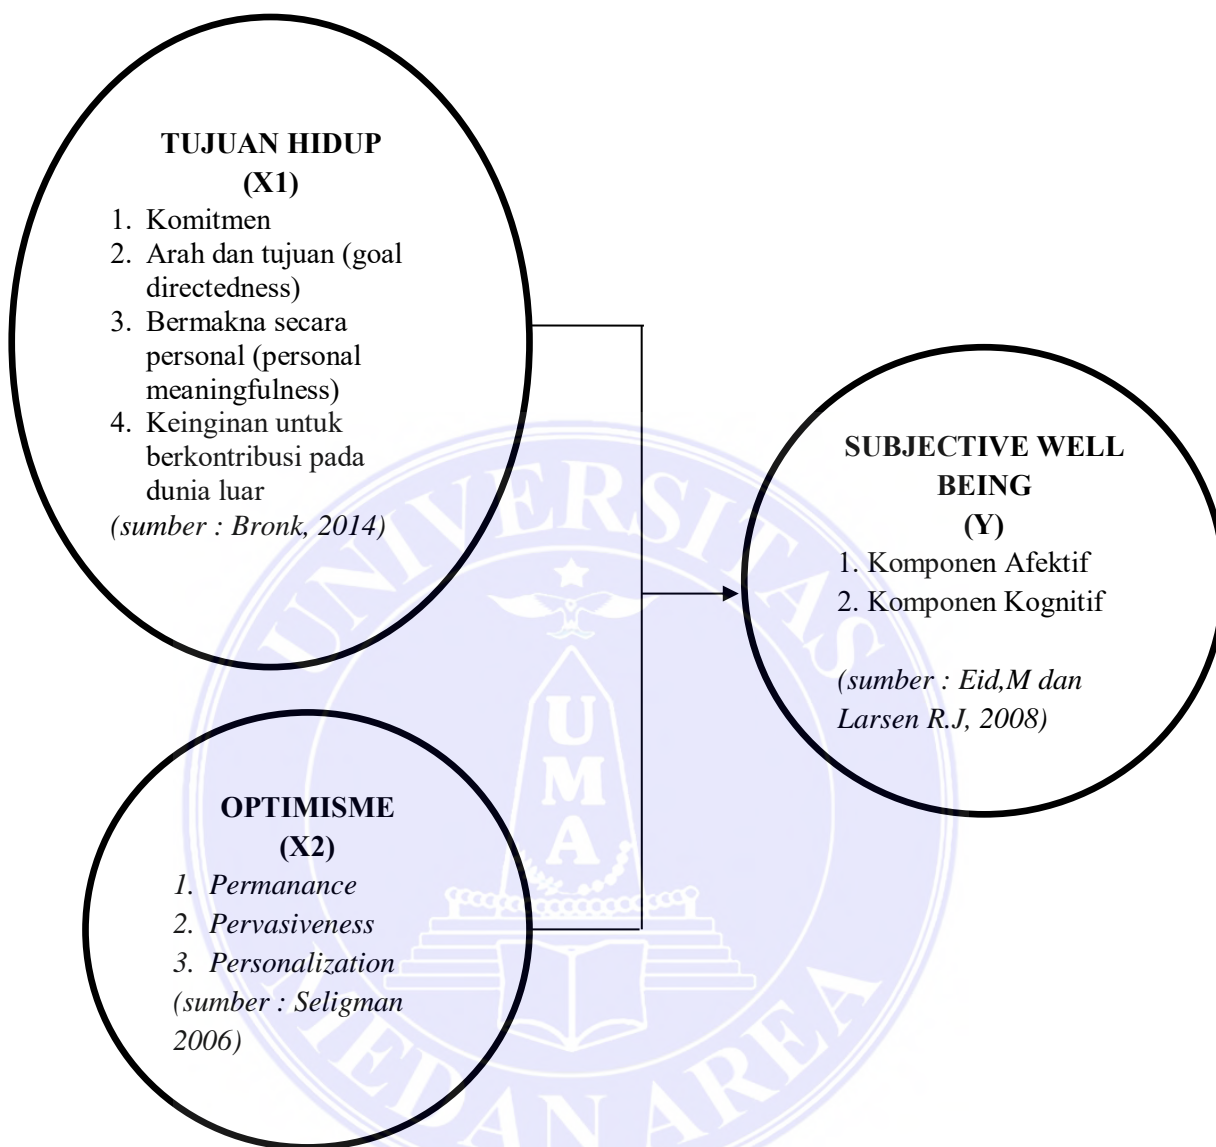 TUJUAN HIDUP
(X1)
1. Komitmen
2. Arah dan tujuan (goal
directedness)
3. Bermakna secara
personal (personal
meaningfulness)
4. Keinginan untuk
berkontribusi pada
dunia luar
(sumber : Bronk, 2014)
SUBJECTIVE WELL
BEING
(Y)
1. Komponen Afektif
2. Komponen Kognitif
(sumber : Eid,M dan
Larsen R.J, 2008)
OPTIMISME
(X2)
1. Permanance
2. Pervasiveness
3. Personalization
(sumber : Seligman
2006)
UNIVERSITAS
UMA
MEDAN AREA